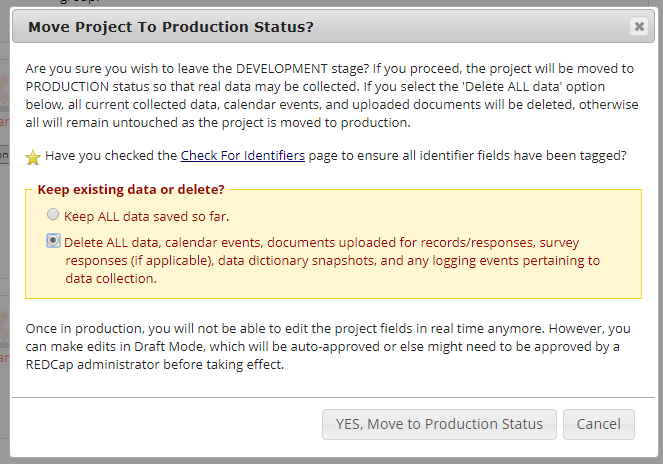 group.
Move Project To Production Status?
Are you sure you wish to leave the DEVELOPMENT stage? If you proceed, the project will be moved to
PRODUCTION status so that real data may be collected. If you select the 'Delete ALL data' option
below, all current collected data, calendar events, and uploaded documents will be deleted, otherwise
all will remain untouched as the project is moved to production.
Have you checked the Check For Identifiers page to ensure all identifier fields have been tagged?
Keep existing data or delete?
Keep ALL data saved so far.
Delete ALL data, calendar events, documents uploaded for records/responses, survey
responses (if applicable), data dictionary snapshots, and any logging events pertaining to
data collection.
Once in production, you will not be able to edit the project fields in real time anymore. However, you
can make edits in Draft Mode, which will be auto-approved or else might need to be approved by a
REDCap administrator before taking effect.
YES, Move to Production Status
Cancel